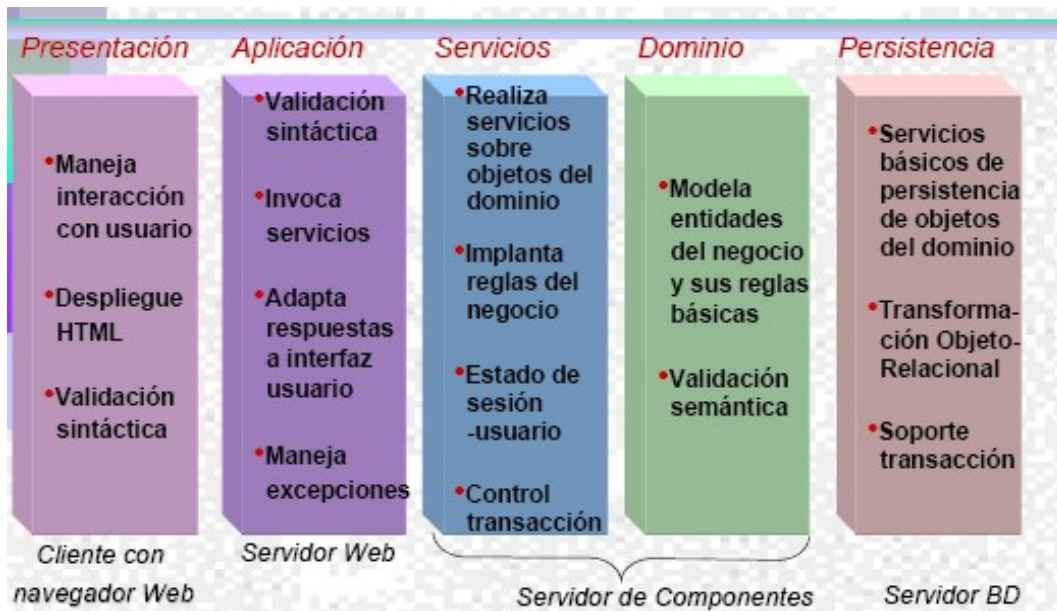 Presentación
Aplicación
Servicios
Dominio
Persistencia
•Maneja
interacción
con usuario
•Despliegue
HTML
•Validación
sintáctica
•Validación
sintáctica
•Invoca
servicios
•Adapta
respuestas
a interfaz
usuario
•Maneja
excepciones
•Realiza
servicios
sobre
objetos del
dominio
•Implanta
reglas del
negocio
•Estado de
sesión
-usuario
•Control
transacción
•Modela
entidades
del negocio
y sus reglas
básicas
•Validación
semántica
•Servicios
básicos de
persistencia
de objetos
del dominio
•Transforma-
ción Objeto-
Relacional
•Soporte
transacción
Cliente con
navegador Web
Servidor Web
Servidor de Componentes
Servidor BD